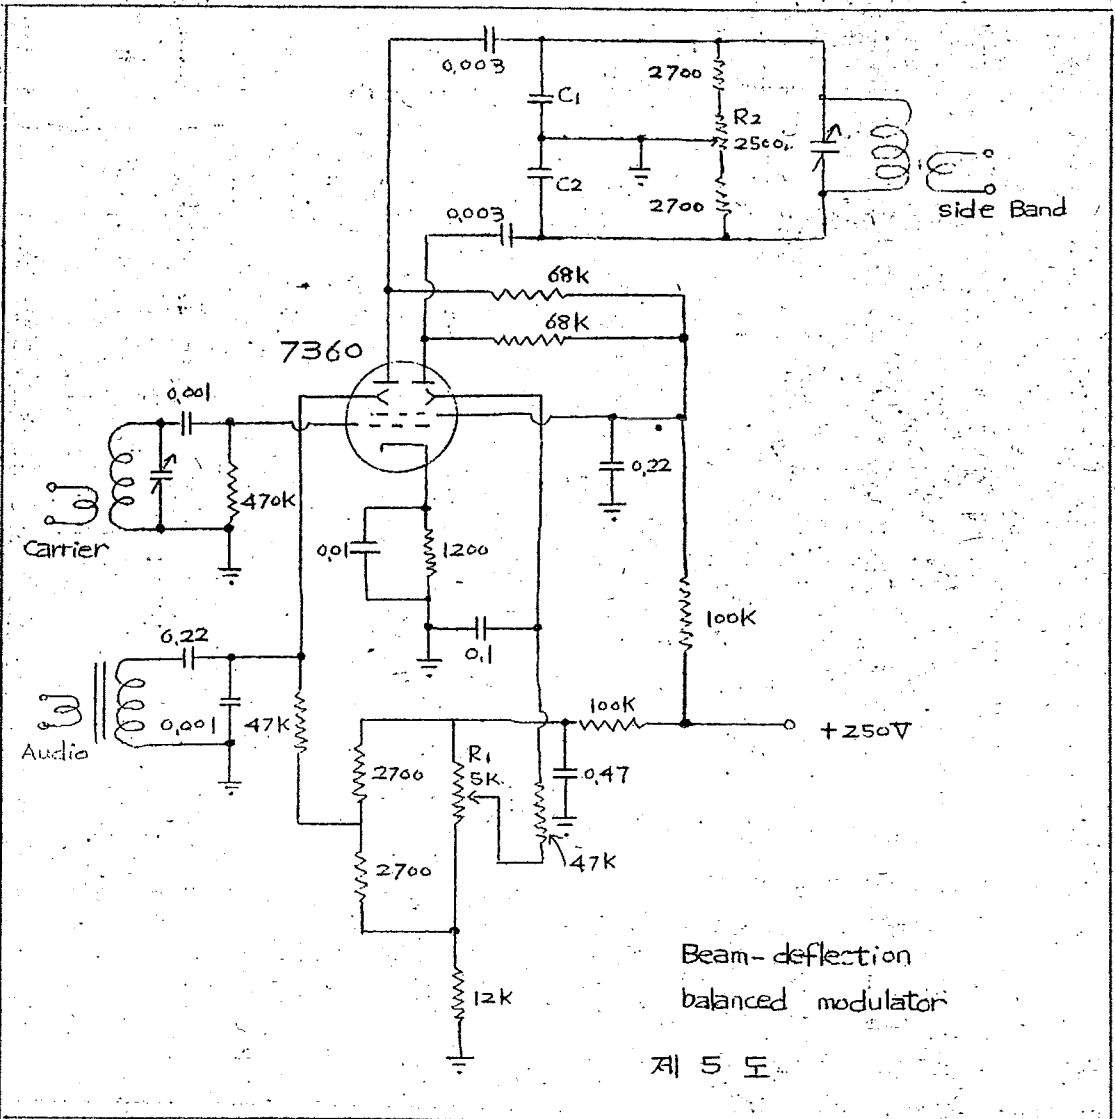 0,003
2700
C1
R2
2500
C2
2700
0,003
side Band
68k
68k
7360
0,001
470K
0,22
Carrier
0,01
1200
100K
0,22
0,1
0,001
47K
100K
+250V
Audio
R1
5K
2700
0,47
47K
2700
12K
Beam-deflection
balanced modulator
제 5 도